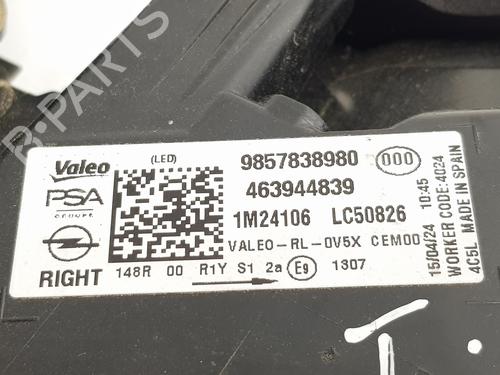 B-PARTS
Valeo
(LED)
9857838980 000
PSA
GROUPE
463944839
1M24106 LC50826
VALEO-RL-0V5X CEM00
RIGHT
148R 00 R1Y S1 2a E9 1307
15/04/24 10:45
WORKER CODE:4024
4C5L MADE IN SPAIN